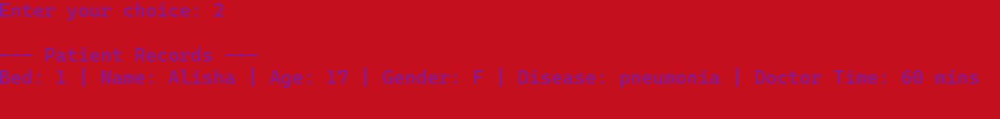 Enter your choice: 2
--- Patient Records ---
Bed: 1 | Name: Alisha | Age: 17 | Gender: F | Disease: pneumonia | Doctor Time: 60 mins